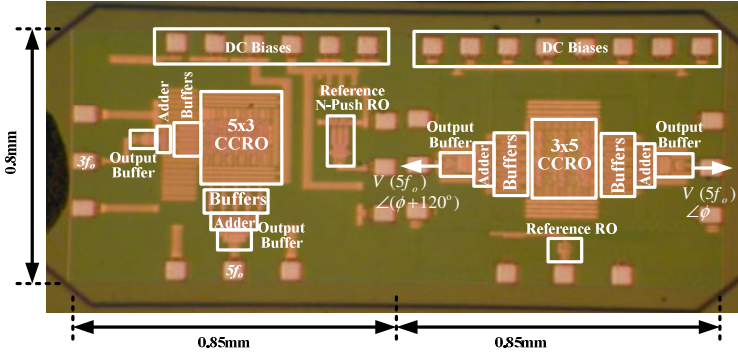 DC Biases
DC Biases
Adder
Buffers
5x3
CCRO
Reference
N-Push RO
Output
Buffer
3fo
Buffers
Adder
Output
Buffer
5fo
Output
Buffer
Adder
Buffers
3x5
CCRO
Buffers
Adder
Output
Buffer
V (5fo)
∠(ϕ+120°)
V (5fo)
∠ϕ
Reference RO
0.8mm
0.85mm
0.85mm